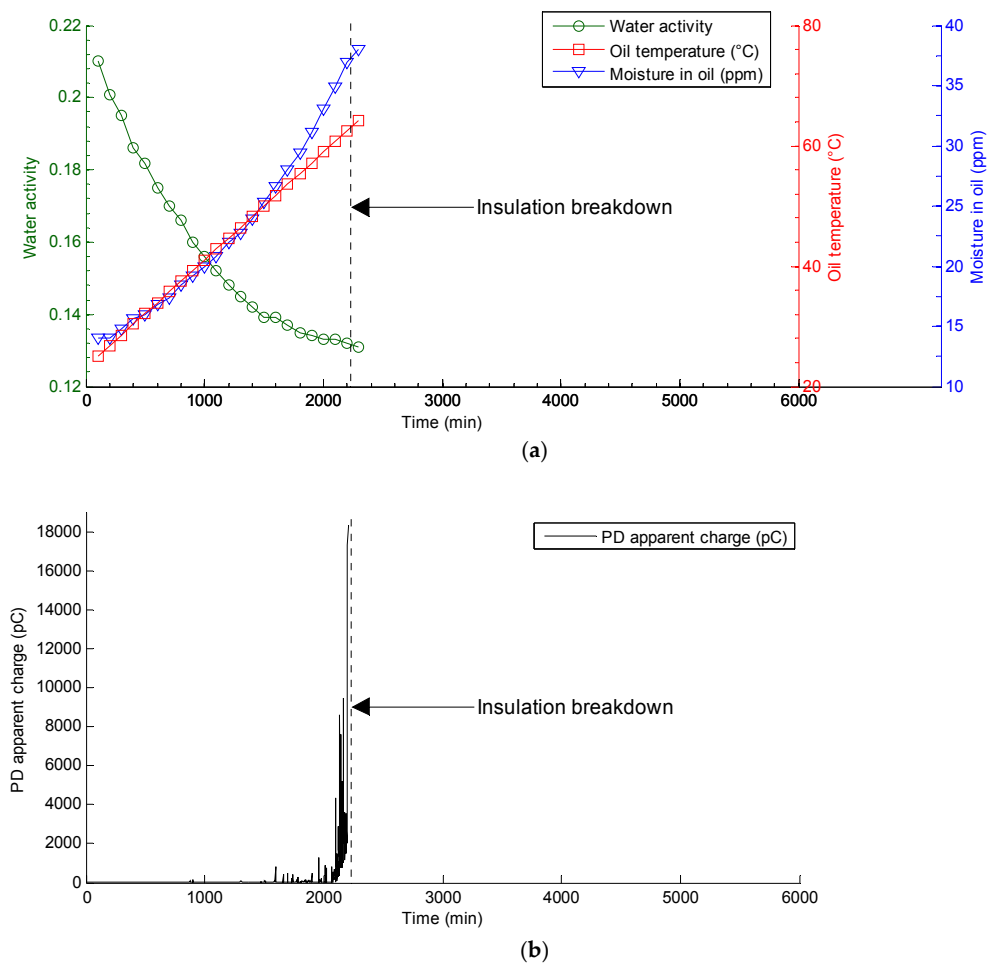 0.22
0.2
0.18
0.16
0.14
0.12
Water activity
Water activity
Oil temperature (°C)
Moisture in oil (ppm)
Insulation breakdown
80
60
40
20
Oil temperature (°C)
40
35
30
25
20
15
10
Moisture in oil (ppm)
0 1000 2000 3000 4000 5000 6000
Time (min)
(a)
18000
16000
14000
12000
10000
8000
6000
4000
2000
0
PD apparent charge (pC)
PD apparent charge (pC)
Insulation breakdown
0 1000 2000 3000 4000 5000 6000
Time (min)
(b)